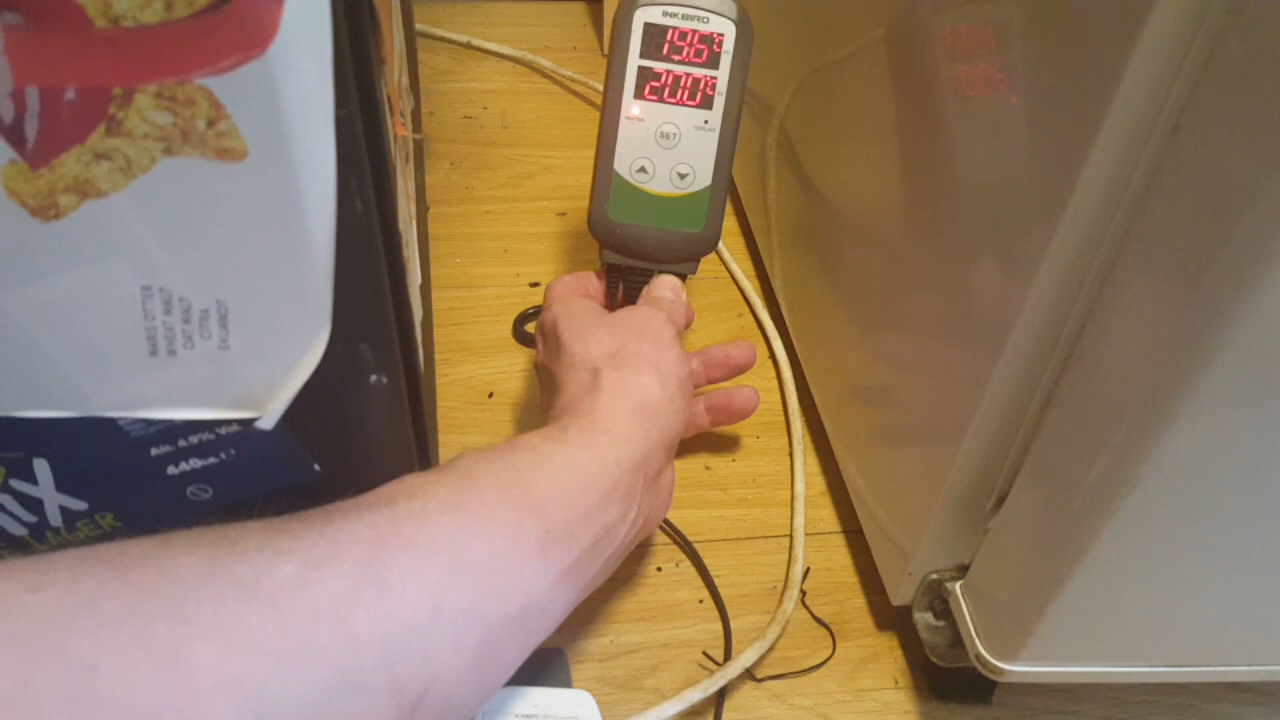 INKBIRD
19.6°C
20.0°C
SET
COOLING
MARIS OTTER
WHEAT MALT
OAT MALT
CITRA
EKUANOT
Alc 4.9% Vol
440ml e
LAGER